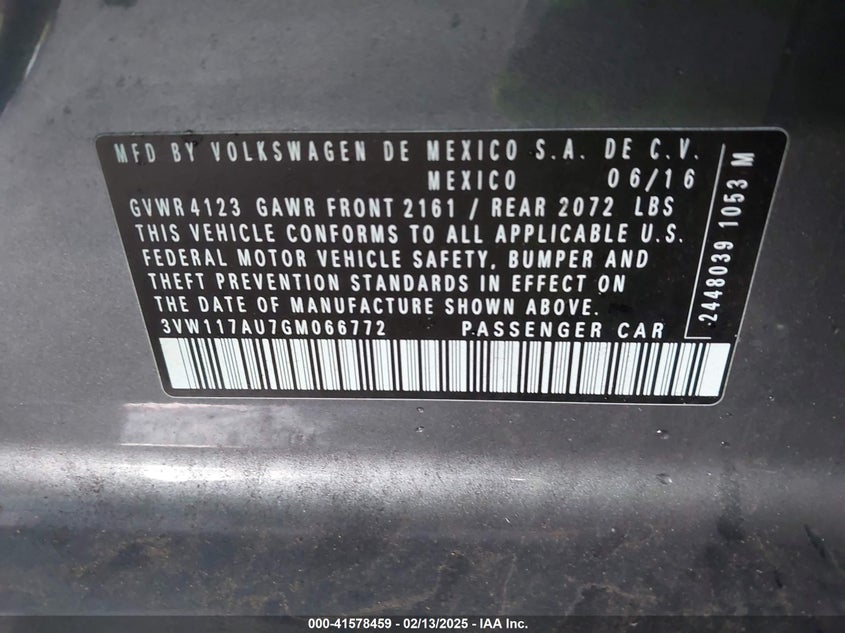 MFD BY VOLKSWAGEN DE MEXICO S.A. DE C.V.
MEXICO 06/16
GVWR 4123 GAWR FRONT 2161 / REAR 2072 LBS
THIS VEHICLE CONFORMS TO ALL APPLICABLE U.S.
FEDERAL MOTOR VEHICLE SAFETY, BUMPER AND
THEFT PREVENTION STANDARDS IN EFFECT ON
THE DATE OF MANUFACTURE SHOWN ABOVE.
3VW117AU7GM066772 PASSENGER CAR
2448039 1053 M
000-41578459 - 02/13/2025 - IAA Inc.